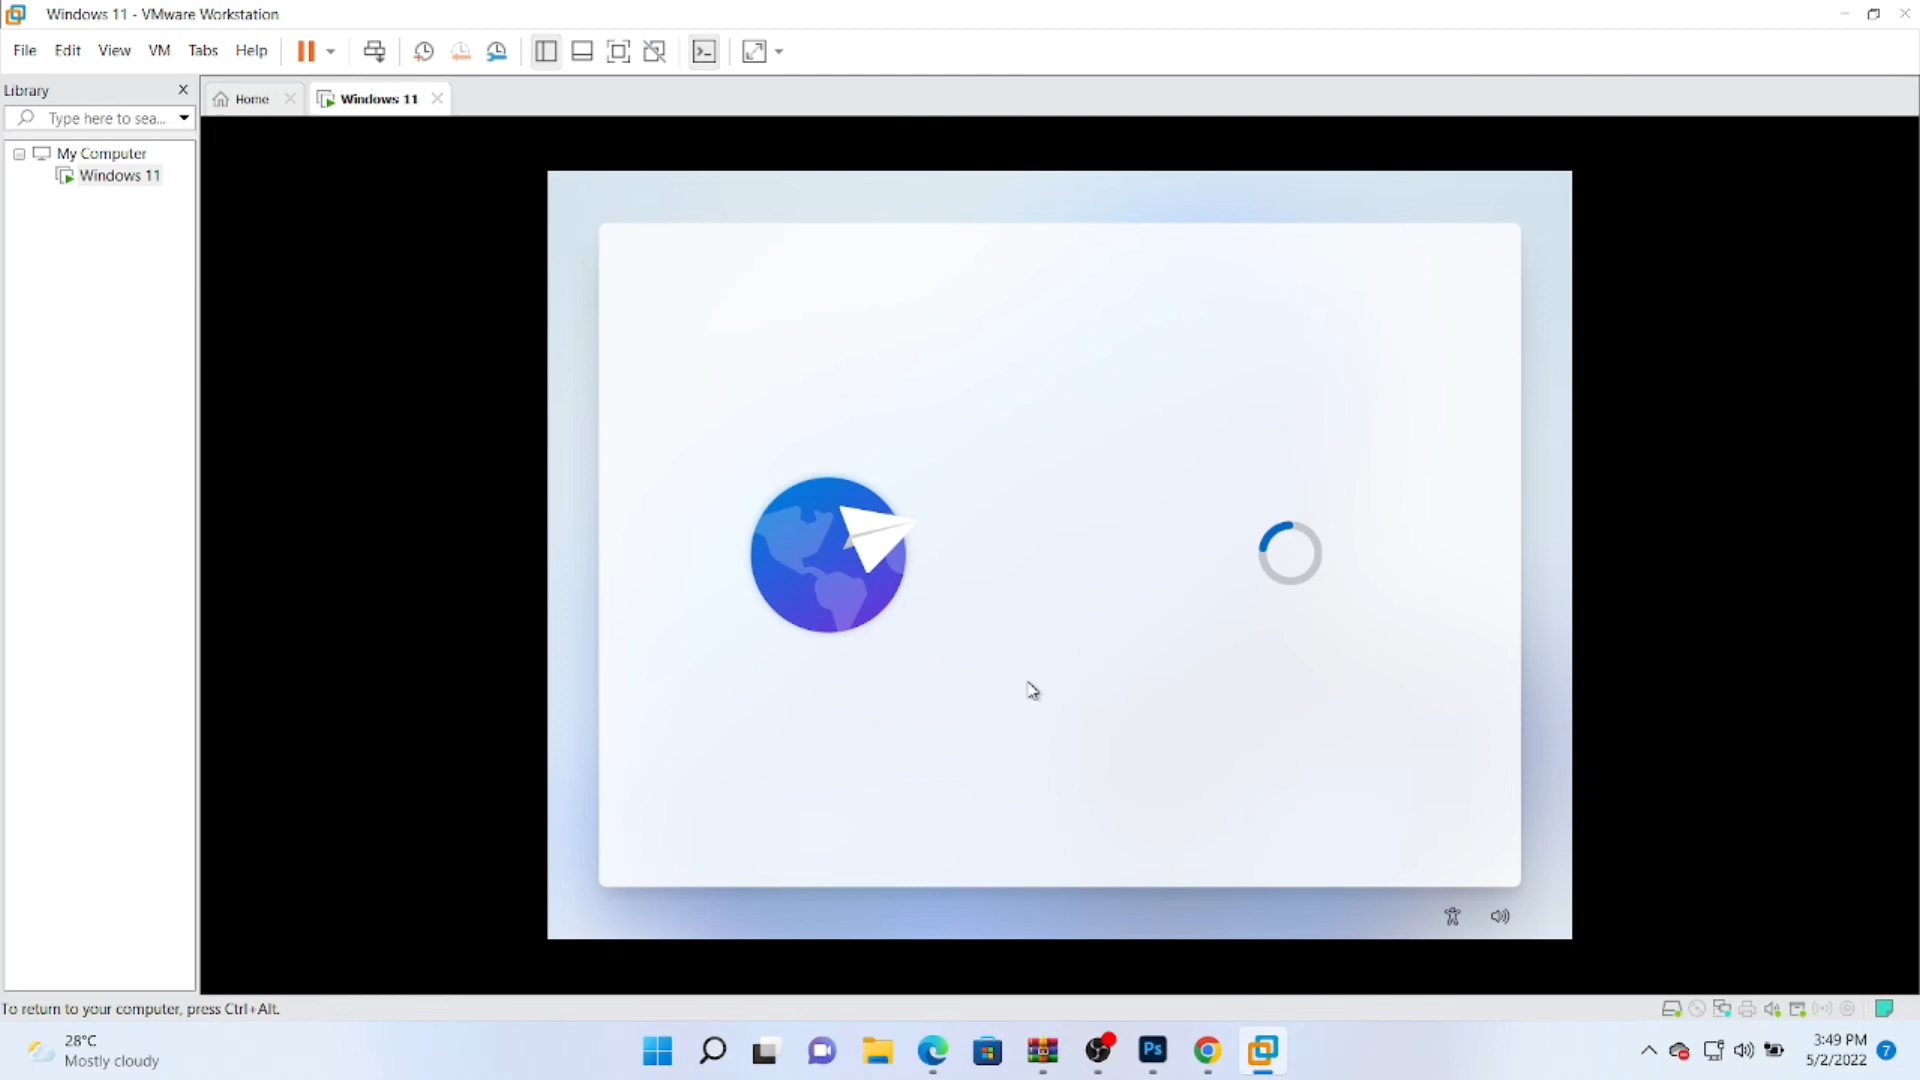 Windows 11 - VMware Workstation
File Edit View VM Tabs Help
Library
Home
Windows 11
Type here to sea...
My Computer
Windows 11
To return to your computer, press Ctrl+Alt.
28°C
Mostly cloudy
Ps
3:49 PM
5/2/2022
7